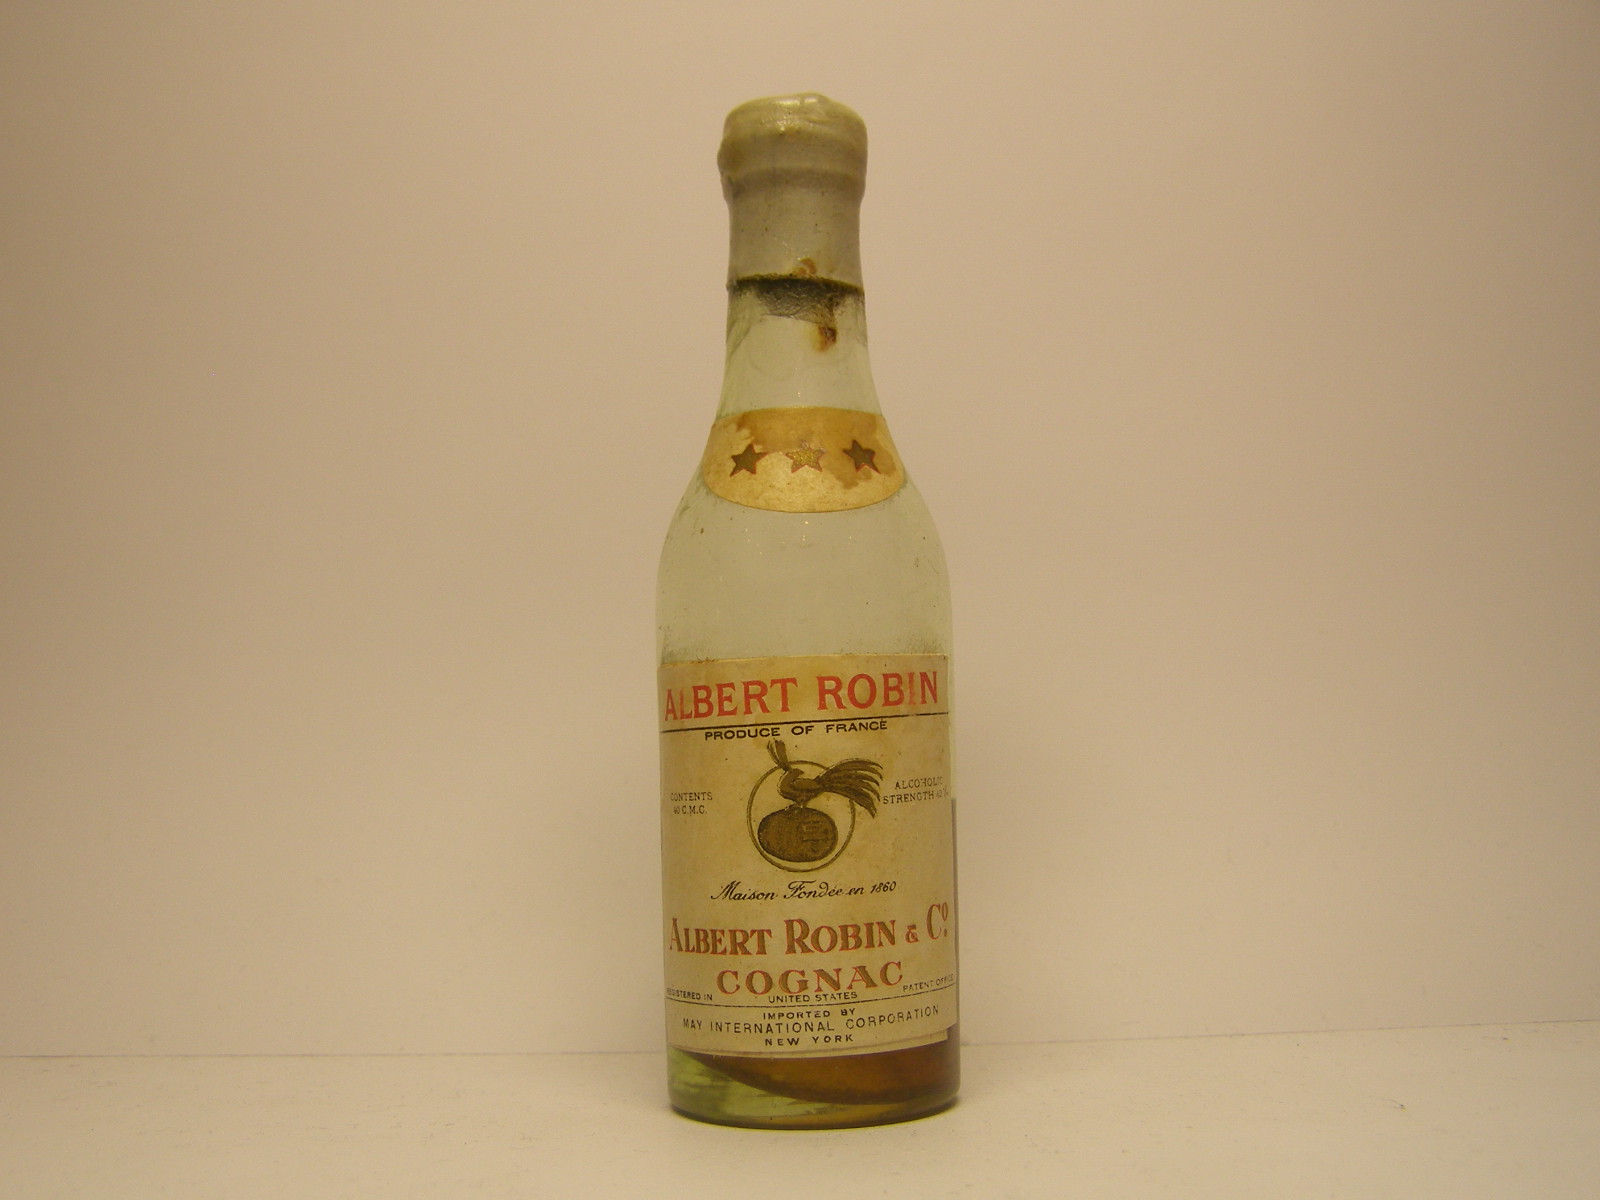 ALBERT ROBIN
PRODUCE OF FRANCE
CONTENTS
C.M.C.
ALCOHOLIC
STRENGTH
Maison Fondée en 1860
ALBERT ROBIN & Cº
COGNAC
REGISTERED IN UNITED STATES PATENT OFFICE
IMPORTED BY
MAY INTERNATIONAL CORPORATION
NEW YORK